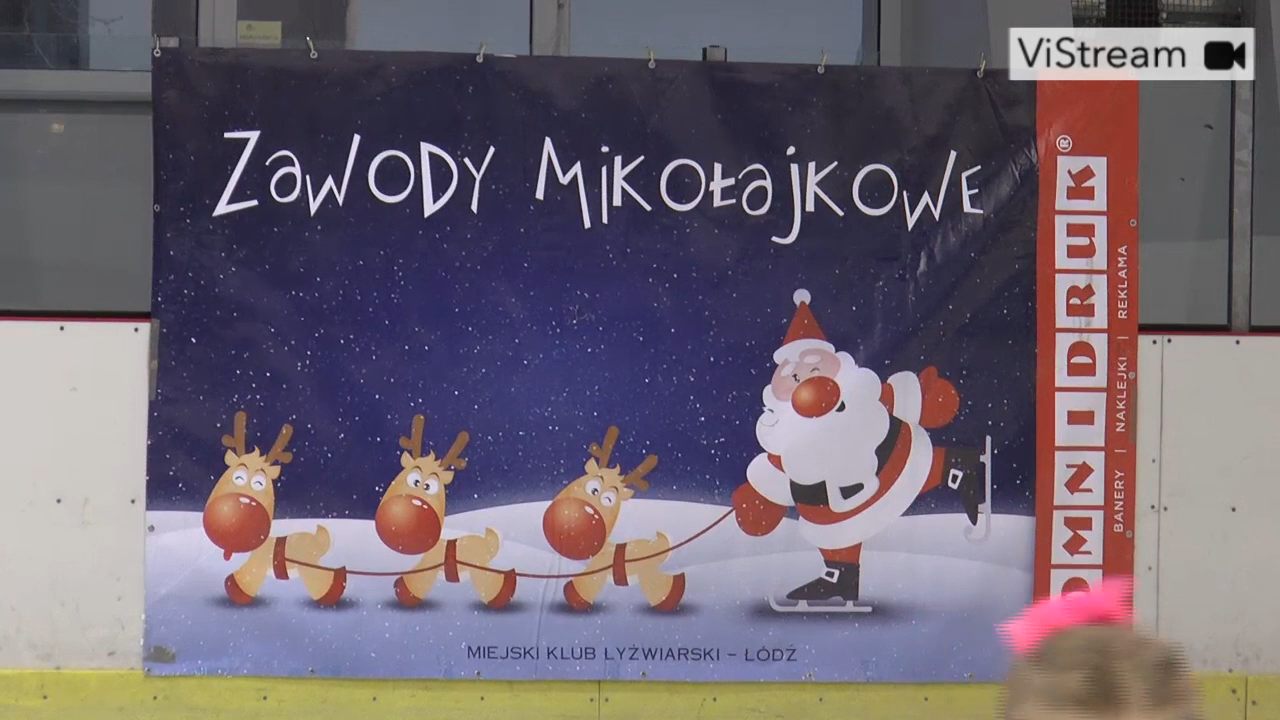 ViStream
ZAWODY MIKOŁAJKOWE
OMNIDRUK®
BANERY | NAKLEJKI | REKLAMA
MIEJSKI KLUB ŁYŻWIARSKI – ŁÓDŹ